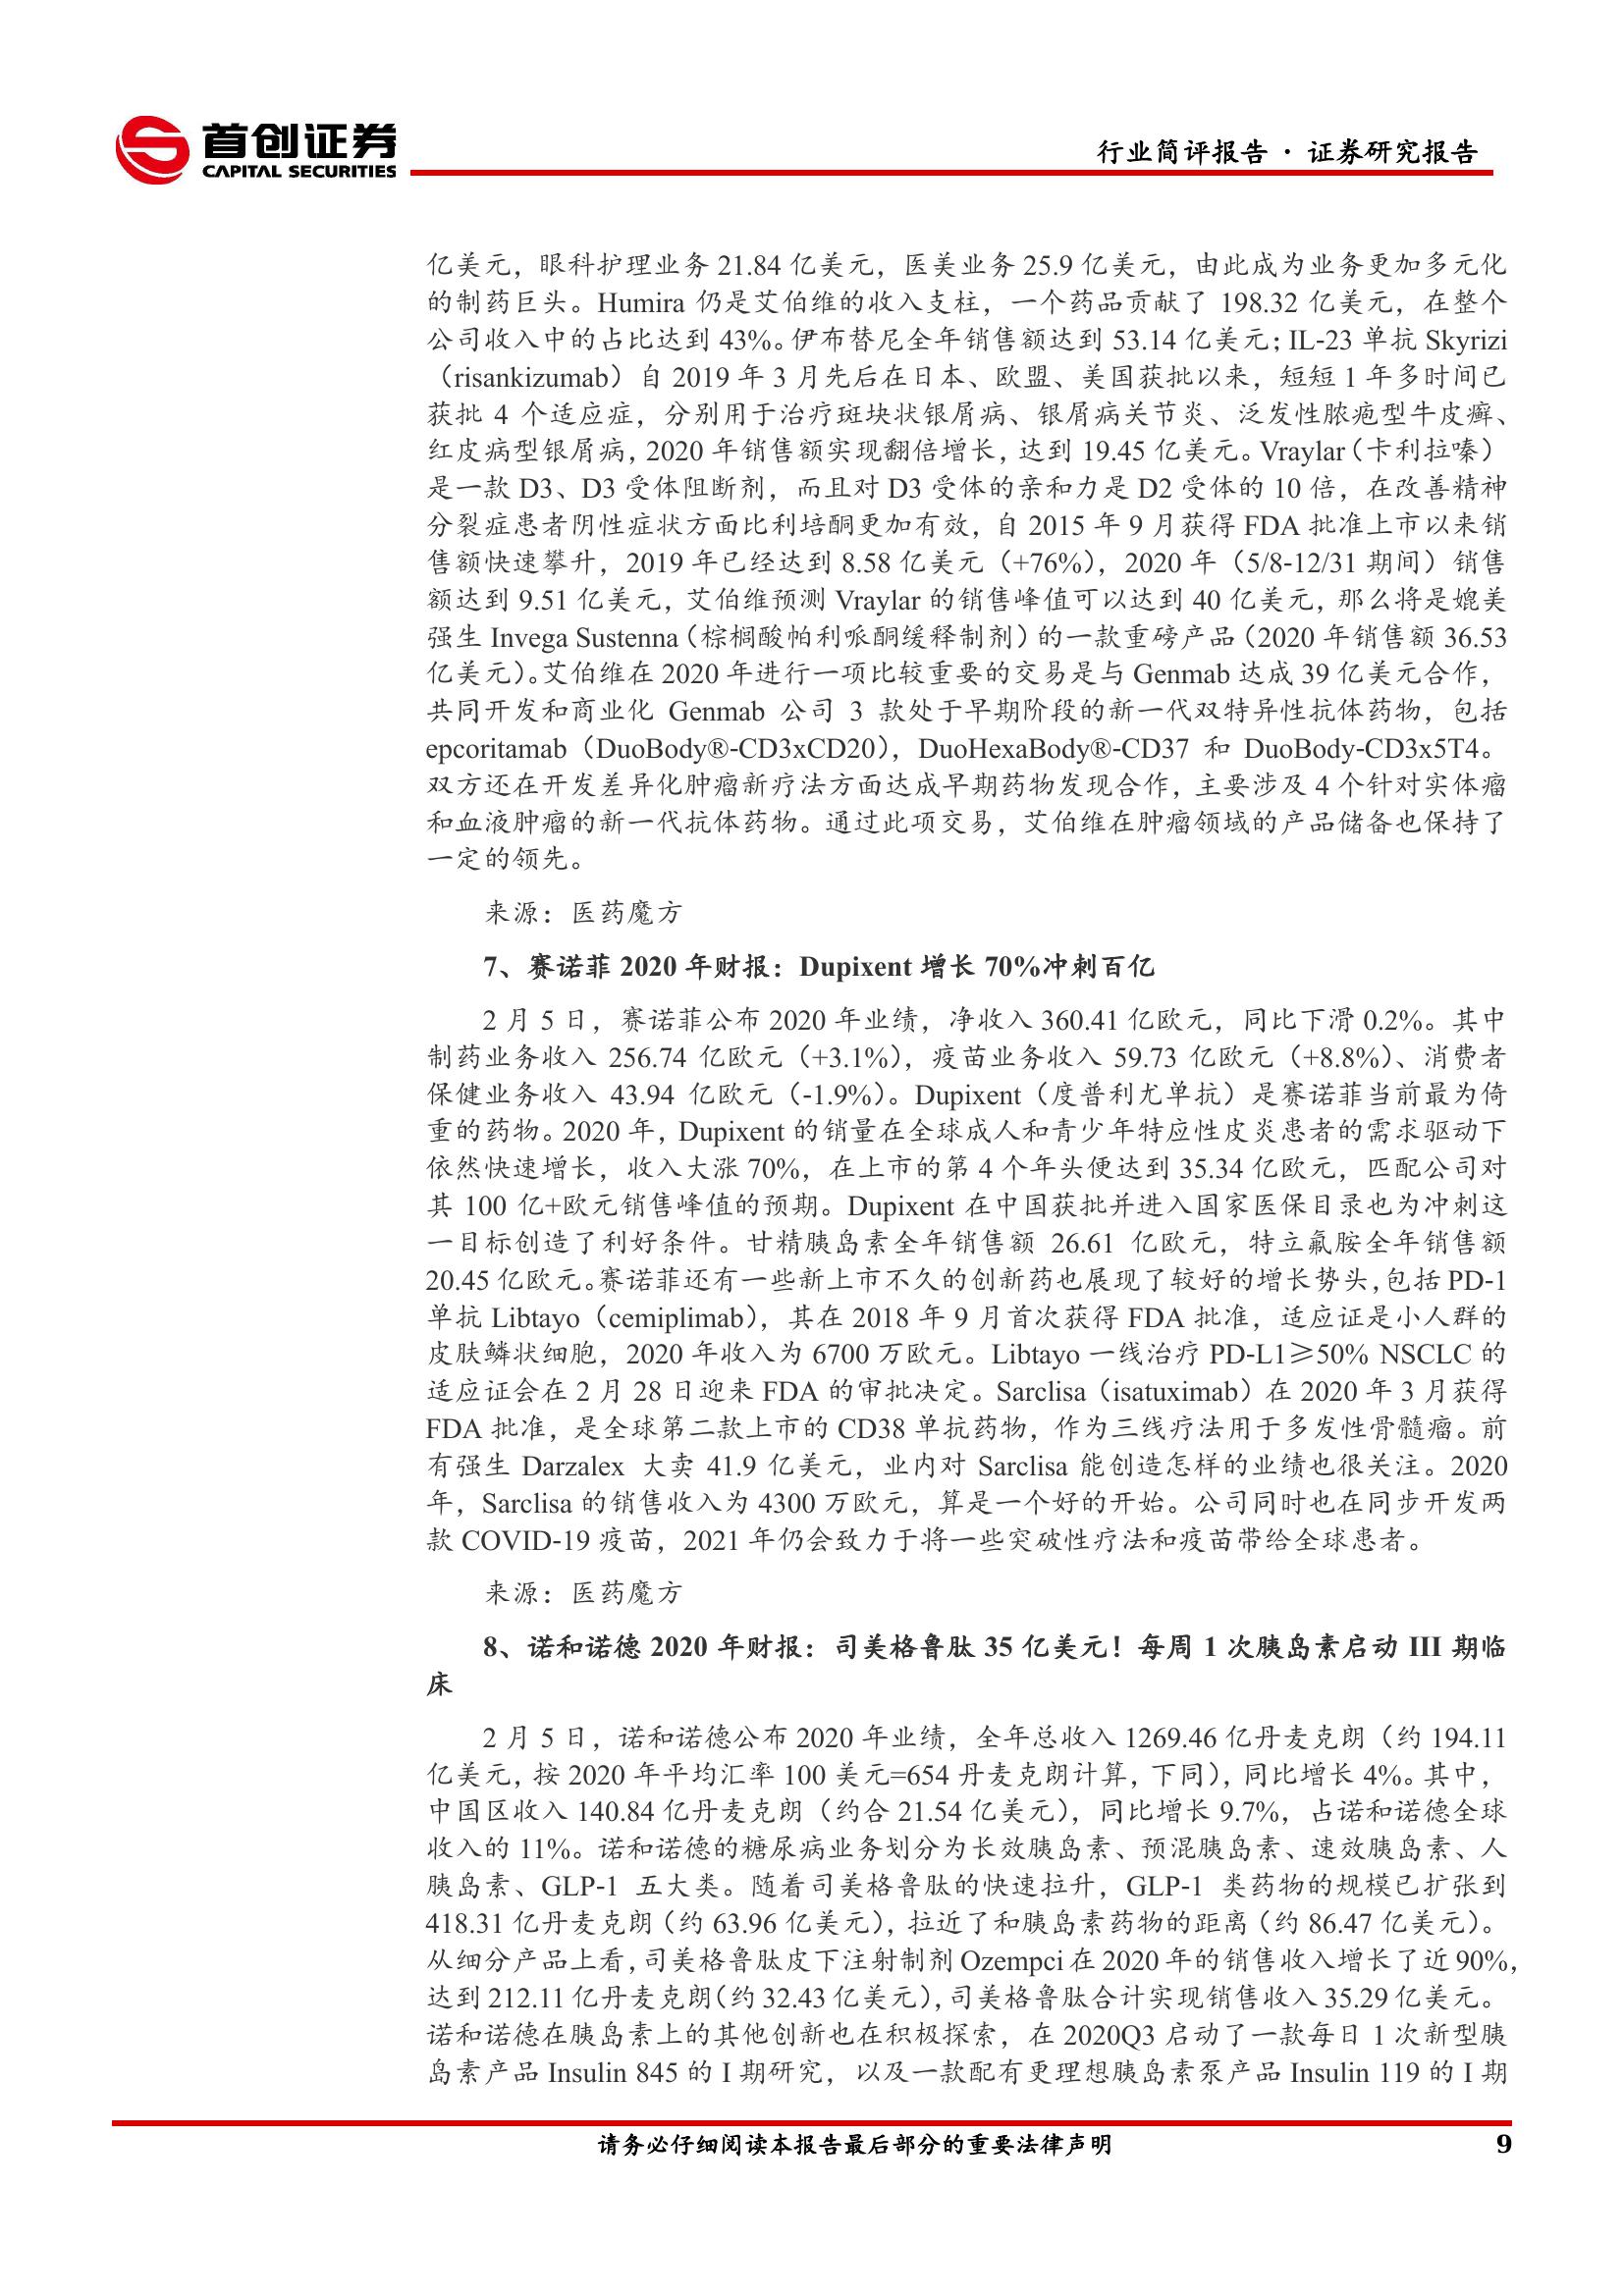 首创证券
CAPITAL SECURITIES
行业简评报告 · 证券研究报告
亿美元，眼科护理业务 21.84 亿美元，医美业务 25.9 亿美元，由此成为业务更加多元化
的制药巨头。Humira 仍是艾伯维的收入支柱，一个药品贡献了 198.32 亿美元，在整个
公司收入中的占比达到 43%。伊布替尼全年销售额达到 53.14 亿美元；IL-23 单抗 Skyrizi
（risankizumab）自 2019 年 3 月先后在日本、欧盟、美国获批以来，短短 1 年多时间已
获批 4 个适应症，分别用于治疗斑块状银屑病、银屑病关节炎、泛发性脓疱型牛皮癣、
红皮病型银屑病，2020 年销售额实现翻倍增长，达到 19.45 亿美元。Vraylar（卡利拉嗪）
是一款 D3、D3 受体阻断剂，而且对 D3 受体的亲和力是 D2 受体的 10 倍，在改善精神
分裂症患者阴性症状方面比利培酮更加有效，自 2015 年 9 月获得 FDA 批准上市以来销
售额快速攀升，2019 年已经达到 8.58 亿美元（+76%），2020 年（5/8-12/31 期间）销售
额达到 9.51 亿美元，艾伯维预测 Vraylar 的销售峰值可以达到 40 亿美元，那么将是媲美
强生 Invega Sustenna（棕榈酸帕利哌酮缓释制剂）的一款重磅产品（2020 年销售额 36.53
亿美元）。艾伯维在 2020 年进行一项比较重要的交易是与 Genmab 达成 39 亿美元合作，
共同开发和商业化 Genmab 公司 3 款处于早期阶段的新一代双特异性抗体药物，包括
epcoritamab（DuoBody®-CD3xCD20），DuoHexaBody®-CD37 和 DuoBody-CD3x5T4。
双方还在开发差异化肿瘤新疗法方面达成早期药物发现合作，主要涉及 4 个针对实体瘤
和血液肿瘤的新一代抗体药物。通过此项交易，艾伯维在肿瘤领域的产品储备也保持了
一定的领先。
来源：医药魔方
7、赛诺菲 2020 年财报：Dupixent 增长 70%冲刺百亿
2 月 5 日，赛诺菲公布 2020 年业绩，净收入 360.41 亿欧元，同比下滑 0.2%。其中
制药业务收入 256.74 亿欧元（+3.1%），疫苗业务收入 59.73 亿欧元（+8.8%）、消费者
保健业务收入 43.94 亿欧元（-1.9%）。Dupixent（度普利尤单抗）是赛诺菲当前最为倚
重的药物。2020 年，Dupixent 的销量在全球成人和青少年特应性皮炎患者的需求驱动下
依然快速增长，收入大涨 70%，在上市的第 4 个年头便达到 35.34 亿欧元，匹配公司对
其 100 亿+欧元销售峰值的预期。Dupixent 在中国获批并进入国家医保目录也为冲刺这
一目标创造了利好条件。甘精胰岛素全年销售额 26.61 亿欧元，特立氟胺全年销售额
20.45 亿欧元。赛诺菲还有一些新上市不久的创新药也展现了较好的增长势头，包括 PD-1
单抗 Libtayo（cemiplimab），其在 2018 年 9 月首次获得 FDA 批准，适应证是小人群的
皮肤鳞状细胞，2020 年收入为 6700 万欧元。Libtayo 一线治疗 PD-L1≥50% NSCLC 的
适应证会在 2 月 28 日迎来 FDA 的审批决定。Sarclisa（isatuximab）在 2020 年 3 月获得
FDA 批准，是全球第二款上市的 CD38 单抗药物，作为三线疗法用于多发性骨髓瘤。前
有强生 Darzalex 大卖 41.9 亿美元，业内对 Sarclisa 能创造怎样的业绩也很关注。2020
年，Sarclisa 的销售收入为 4300 万欧元，算是一个好的开始。公司同时也在同步开发两
款 COVID-19 疫苗，2021 年仍会致力于将一些突破性疗法和疫苗带给全球患者。
来源：医药魔方
8、诺和诺德 2020 年财报：司美格鲁肽 35 亿美元！每周 1 次胰岛素启动 III 期临
床
2 月 5 日，诺和诺德公布 2020 年业绩，全年总收入 1269.46 亿丹麦克朗（约 194.11
亿美元，按 2020 年平均汇率 100 美元=654 丹麦克朗计算，下同），同比增长 4%。其中，
中国区收入 140.84 亿丹麦克朗（约合 21.54 亿美元），同比增长 9.7%，占诺和诺德全球
收入的 11%。诺和诺德的糖尿病业务划分为长效胰岛素、预混胰岛素、速效胰岛素、人
胰岛素、GLP-1 五大类。随着司美格鲁肽的快速拉升，GLP-1 类药物的规模已扩张到
418.31 亿丹麦克朗（约 63.96 亿美元），拉近了和胰岛素药物的距离（约 86.47 亿美元）。
从细分产品上看，司美格鲁肽皮下注射制剂 Ozempci 在 2020 年的销售收入增长了近 90%，
达到 212.11 亿丹麦克朗（约 32.43 亿美元），司美格鲁肽合计实现销售收入 35.29 亿美元。
诺和诺德在胰岛素上的其他创新也在积极探索，在 2020Q3 启动了一款每日 1 次新型胰
岛素产品 Insulin 845 的 I 期研究，以及一款配有更理想胰岛素泵产品 Insulin 119 的 I 期
请务必仔细阅读本报告最后部分的重要法律声明
9